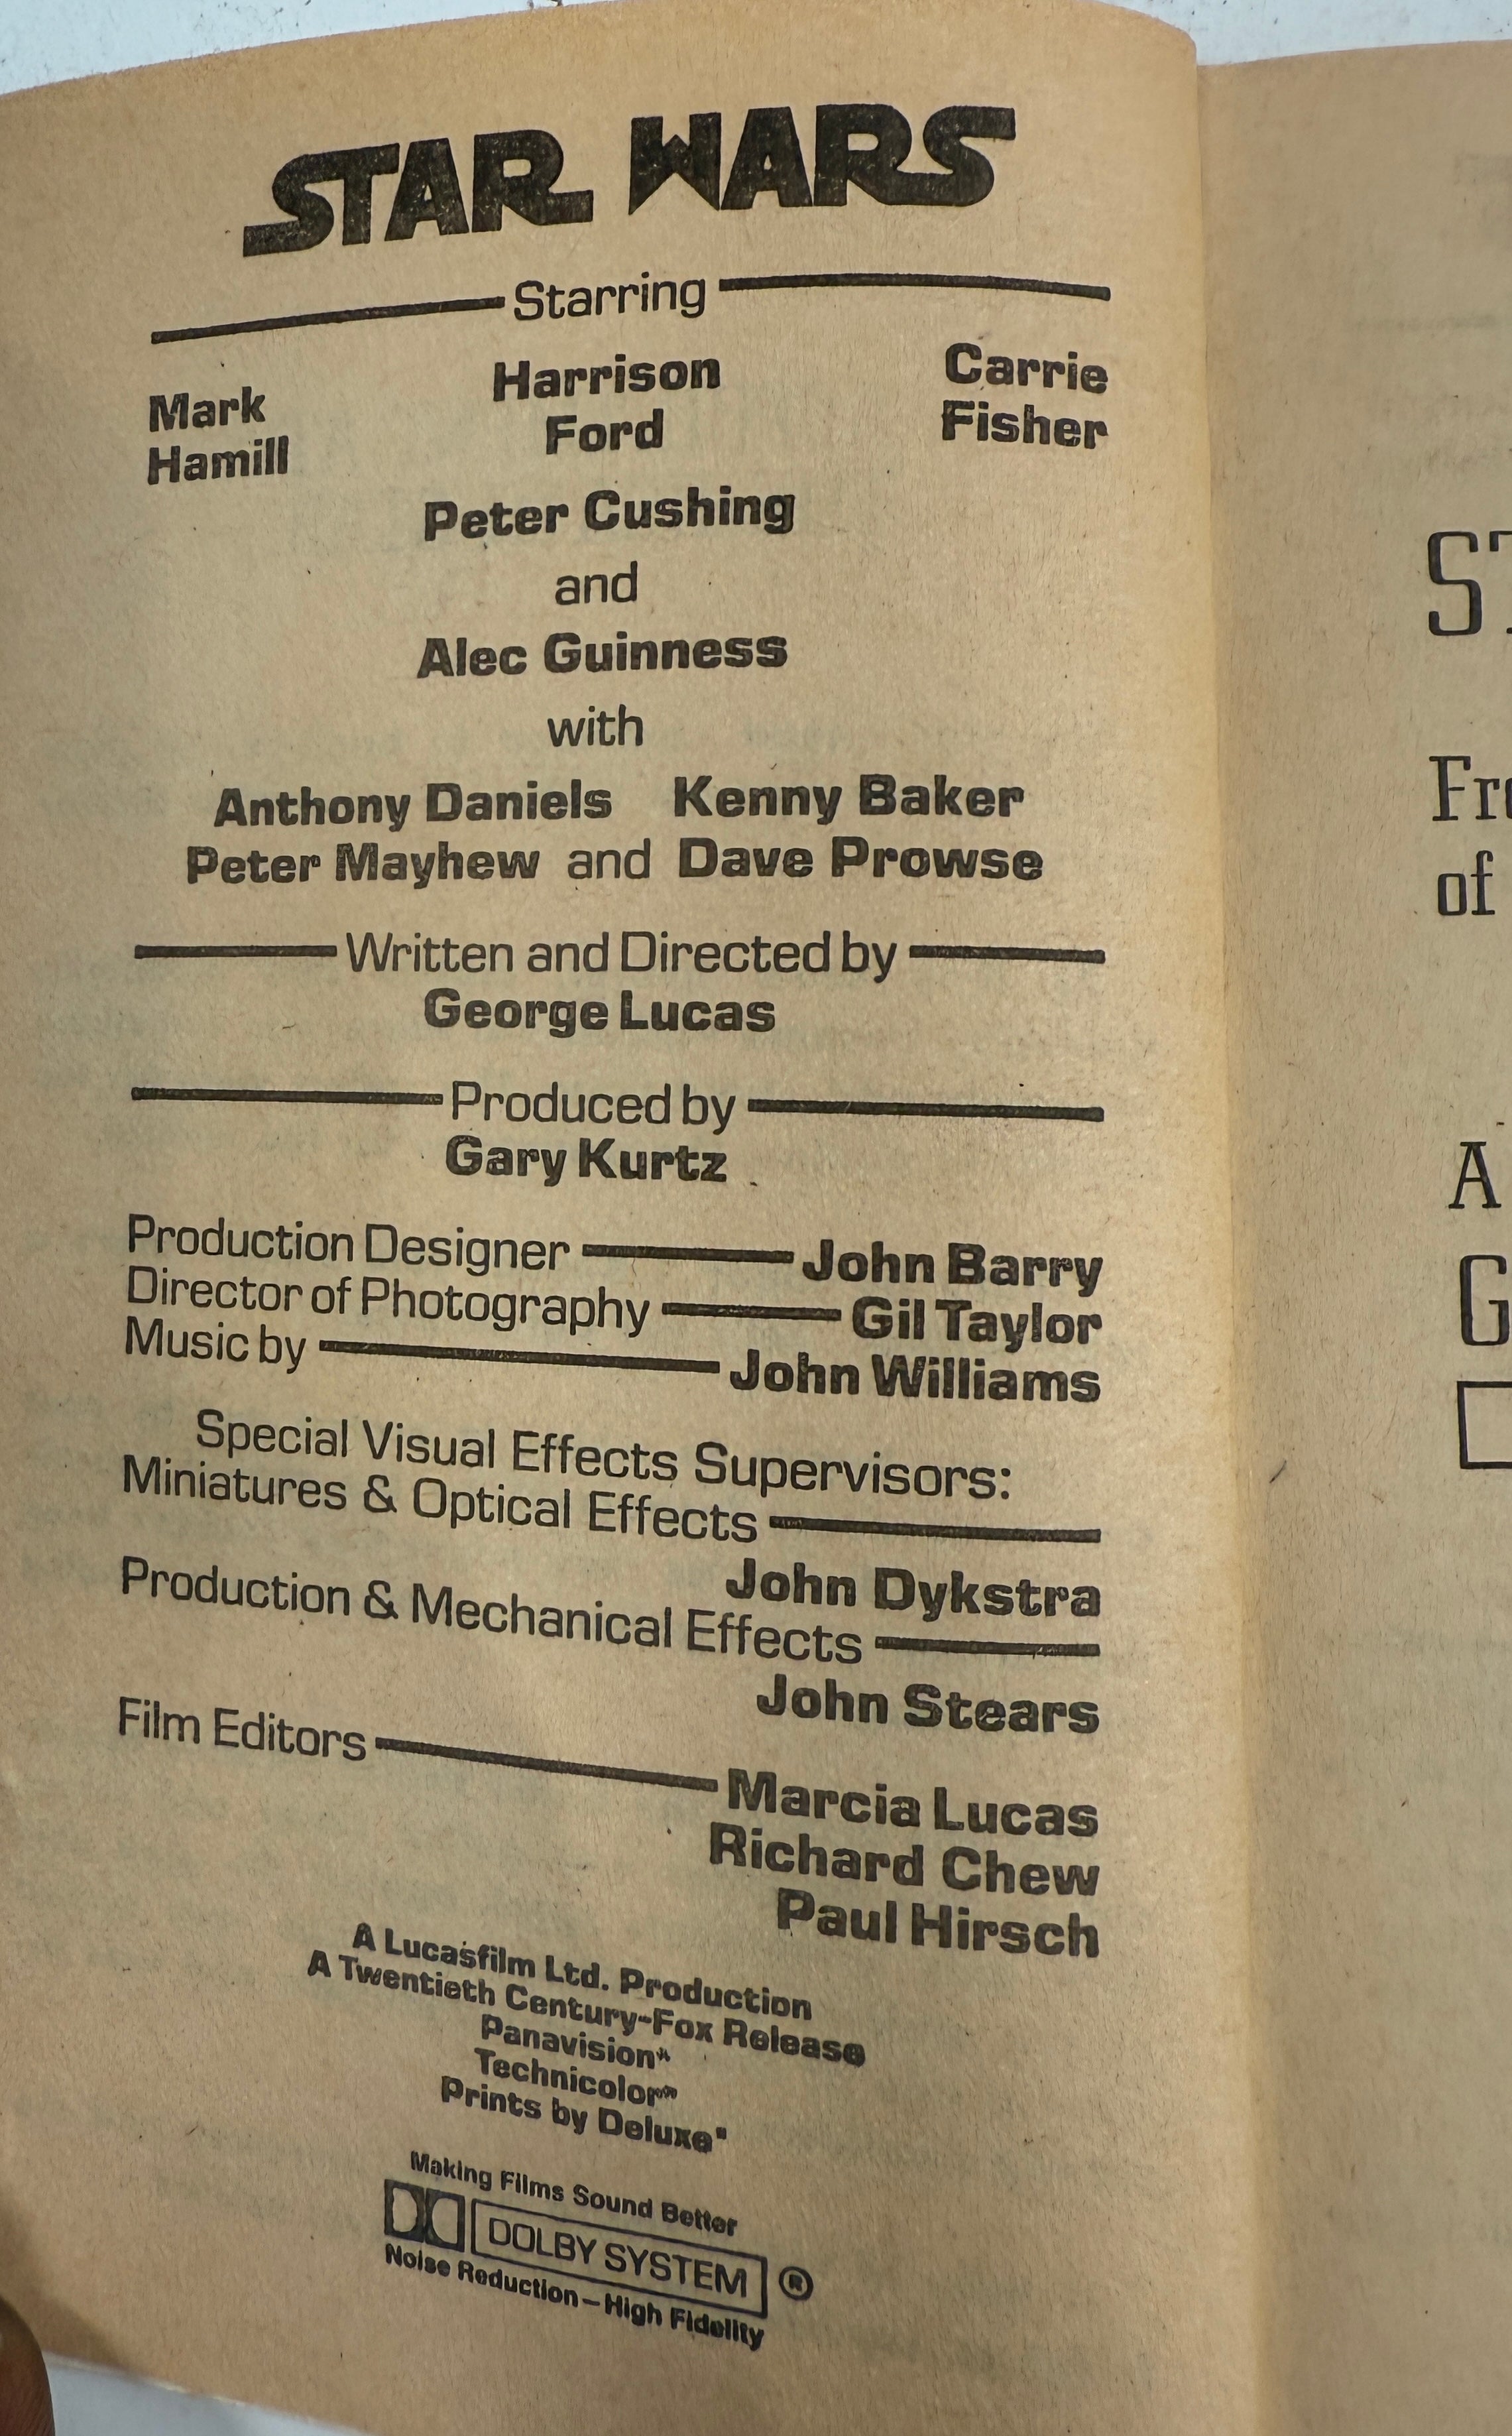 STAR WARS
Starring
Mark Hamill
Harrison Ford
Carrie Fisher
Peter Cushing
and
Alec Guinness
with
Anthony Daniels Kenny Baker
Peter Mayhew and Dave Prowse
Written and Directed by
George Lucas
Produced by
Gary Kurtz
Production Designer John Barry
Director of Photography Gil Taylor
Music by John Williams
Special Visual Effects Supervisors:
Miniatures & Optical Effects
John Dykstra
Production & Mechanical Effects
John Stears
Film Editors Marcia Lucas
Richard Chew
Paul Hirsch
A Lucasfilm Ltd. Production
A Twentieth Century-Fox Release
Panavision
Technicolor
Prints by Deluxe
Making Films Sound Better
DOLBY SYSTEM ®
Noise Reduction – High Fidelity
of
A